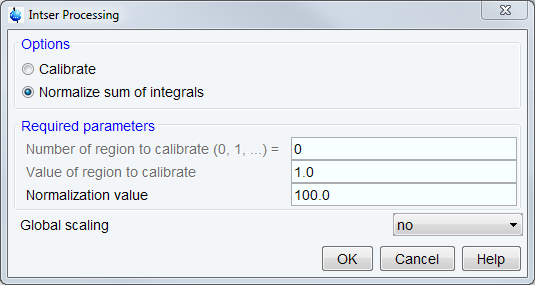 Intser Processing
Options
Calibrate
Normalize sum of integrals
Required parameters
Number of region to calibrate (0, 1, ...) = 0
Value of region to calibrate 1.0
Normalization value 100.0
Global scaling no
OK Cancel Help